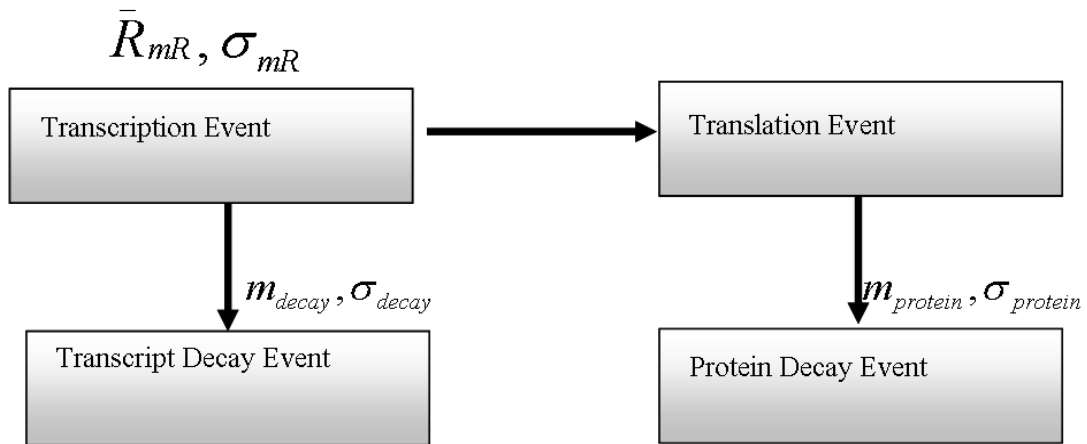 R̄mR, σmR
Transcription Event
Translation Event
mdecay, σdecay
mprotein, σprotein
Transcript Decay Event
Protein Decay Event